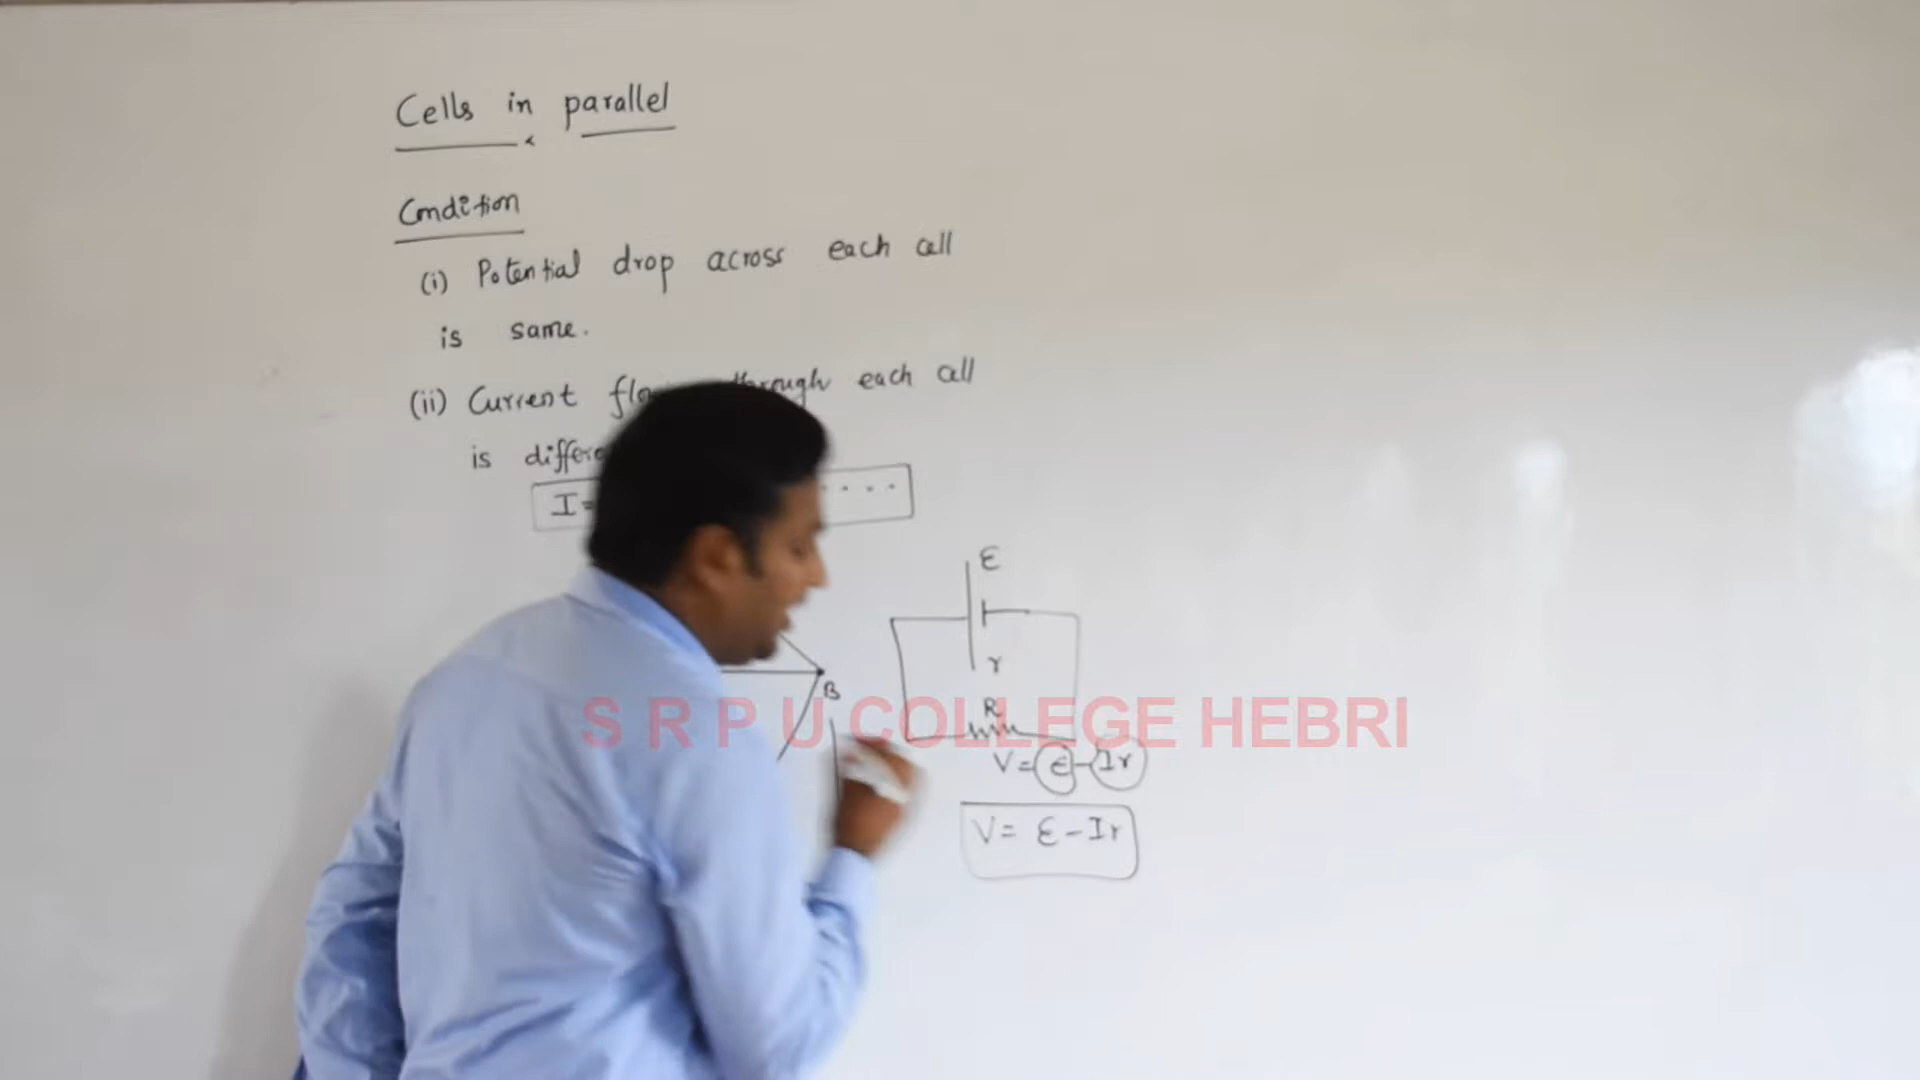 Cells in parallel
Condition
(i) Potential drop across each cell
is same.
(ii) Current through each cell
is
I=
ε
r
B
R
V = ε - Ir
V = ε - Ir
S R P U COLLEGE HEBRI